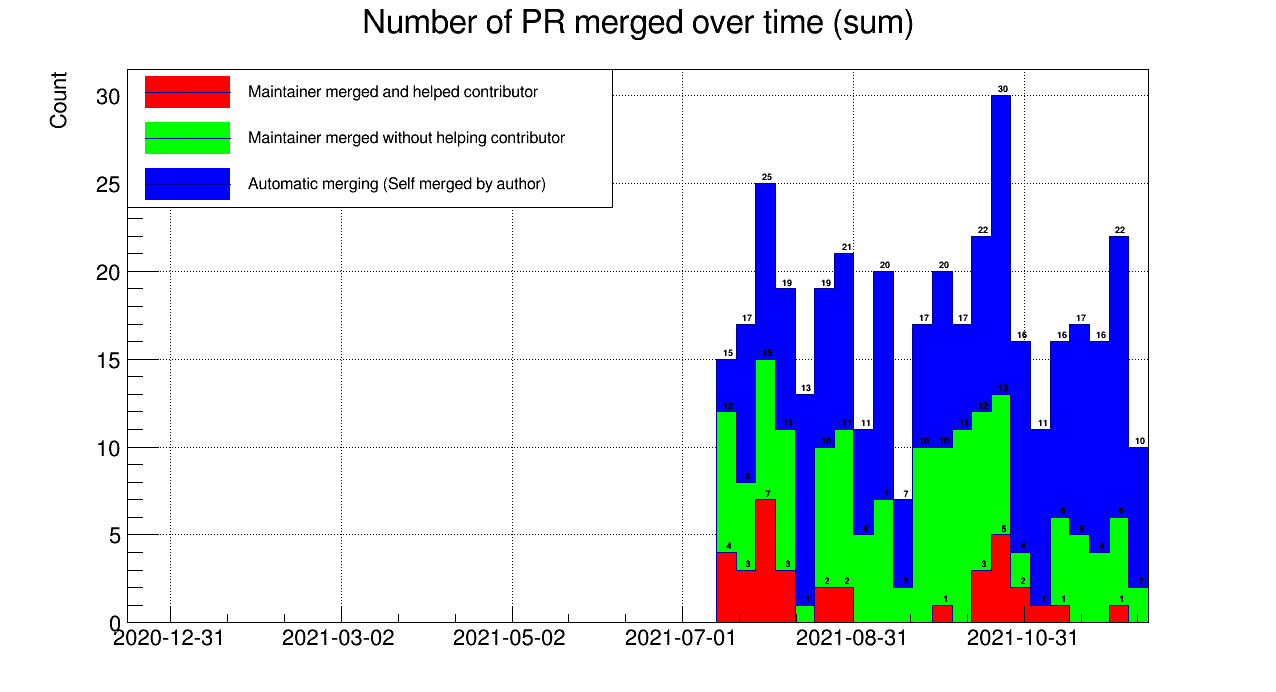 Number of PR merged over time (sum)
Count
Maintainer merged and helped contributor
Maintainer merged without helping contributor
Automatic merging (Self merged by author)
30
25
20
15
10
5
0
15 17 25 19 13 19 21 11 20 7 17 20 17 22 30 16 11 16 17 16 22 10
12 8 15 11 1 10 11 5 7 2 10 10 11 12 13 4 1 6 5 4 6 2
4 3 7 3 2 2 1 3 5 2 1 1
2020-12-31 2021-03-02 2021-05-02 2021-07-01 2021-08-31 2021-10-31